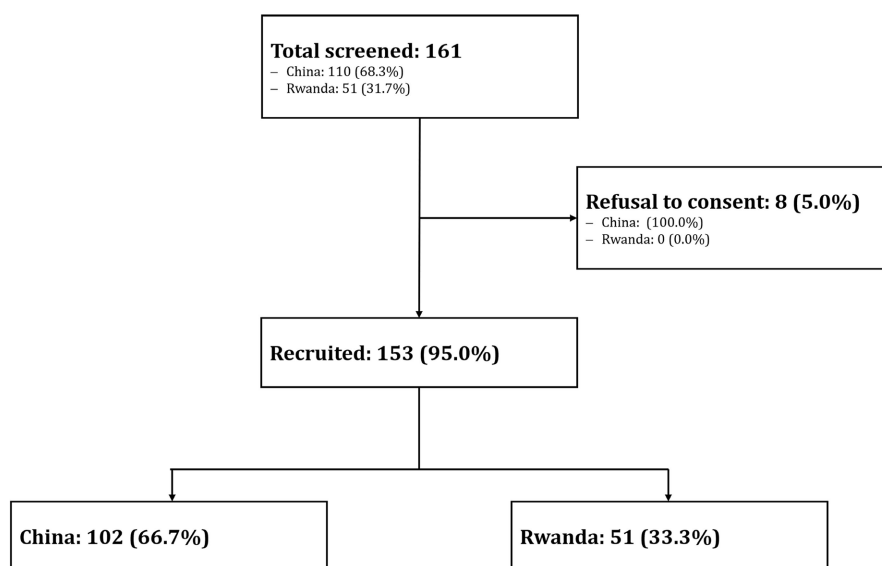 Total screened: 161
– China: 110 (68.3%)
– Rwanda: 51 (31.7%)
Refusal to consent: 8 (5.0%)
– China:  (100.0%)
– Rwanda: 0 (0.0%)
Recruited: 153 (95.0%)
China: 102 (66.7%)
Rwanda: 51 (33.3%)